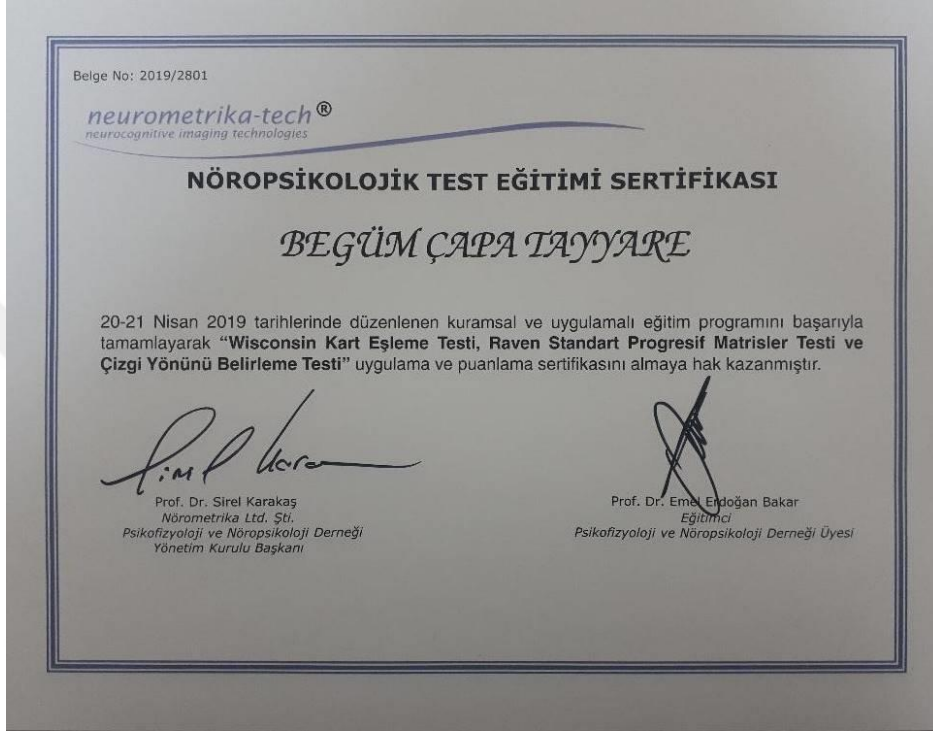 Belge No: 2019/2801
neurometrika-tech®
neurocognitive imaging technologies
NÖROPSİKOLOJİK TEST EĞİTİMİ SERTİFİKASI
BEGÜM ÇAPA TAYYARE
20-21 Nisan 2019 tarihlerinde düzenlenen kuramsal ve uygulamalı eğitim programını başarıyla
tamamlayarak “Wisconsin Kart Eşleme Testi, Raven Standart Progresif Matrisler Testi ve
Çizgi Yönünü Belirleme Testi” uygulama ve puanlama sertifikasını almaya hak kazanmıştır.
Sirel Karakaş
Prof. Dr. Sirel Karakaş
Nörometrika Ltd. Şti.
Psikofizyoloji ve Nöropsikoloji Derneği
Yönetim Kurulu Başkanı
Prof. Dr. Emel Erdoğan Bakar
Eğitimci
Psikofizyoloji ve Nöropsikoloji Derneği Üyesi